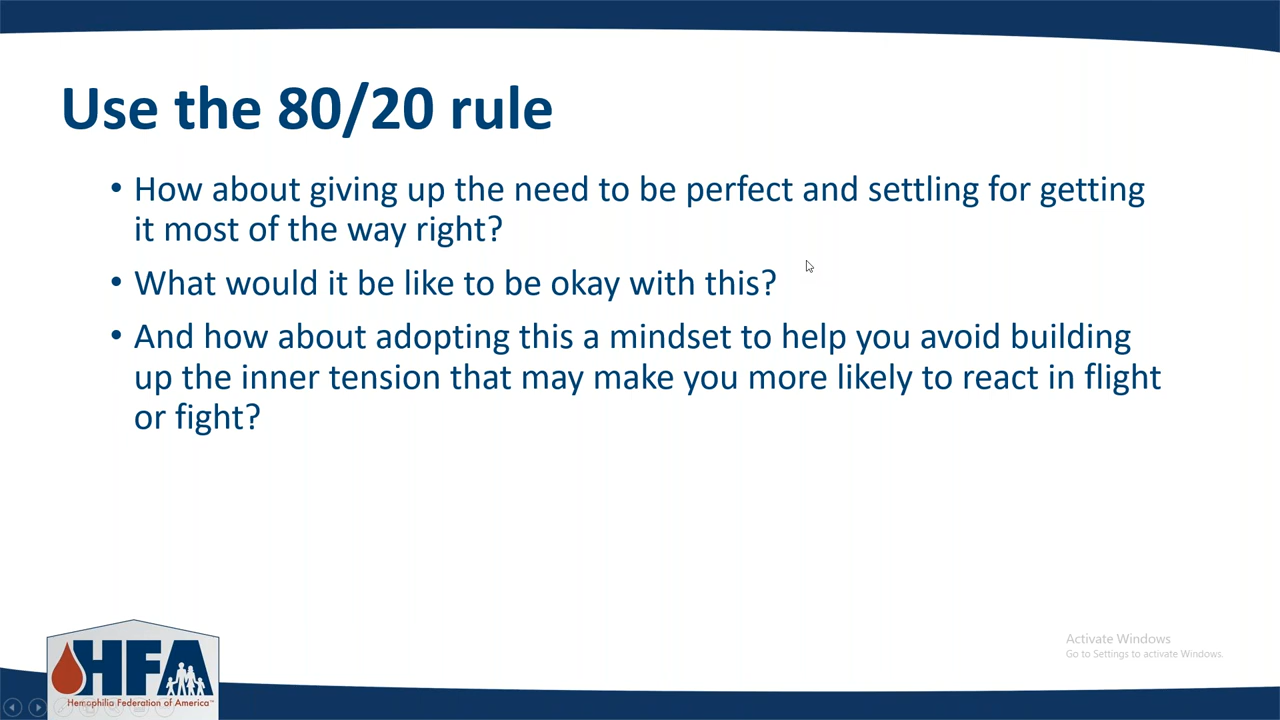 Use the 80/20 rule
• How about giving up the need to be perfect and settling for getting
it most of the way right?
• What would it be like to be okay with this?
• And how about adopting this a mindset to help you avoid building
up the inner tension that may make you more likely to react in flight
or fight?
Activate Windows
Go to Settings to activate Windows.
HFA
Hemophilia Federation of America™